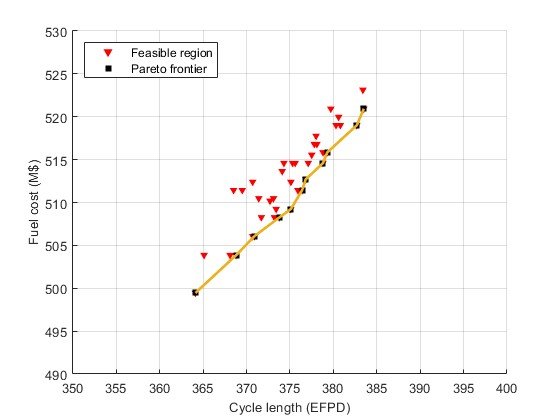 530
525
520
515
510
505
500
495
490
Fuel cost (M$)
Feasible region
Pareto frontier
350 355 360 365 370 375 380 385 390 395 400
Cycle length (EFPD)